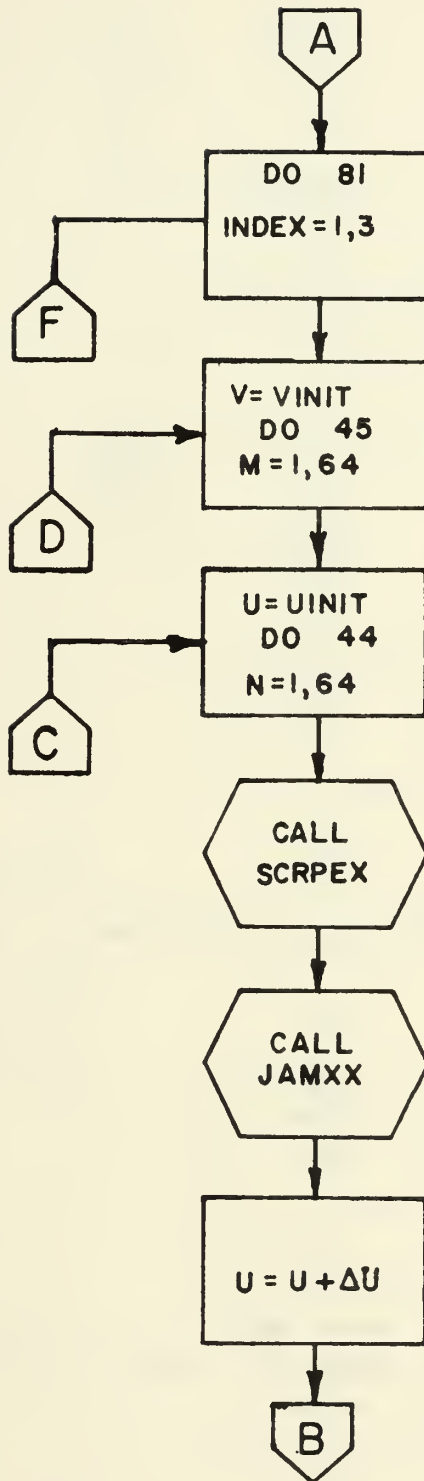 A
DO 81
INDEX = 1,3
F
V= VINIT
DO 45
M = 1, 64
D
U= UINIT
DO 44
N=1,64
C
CALL
SCRPEX
CALL
JAMXX
U = U + ΔU
B